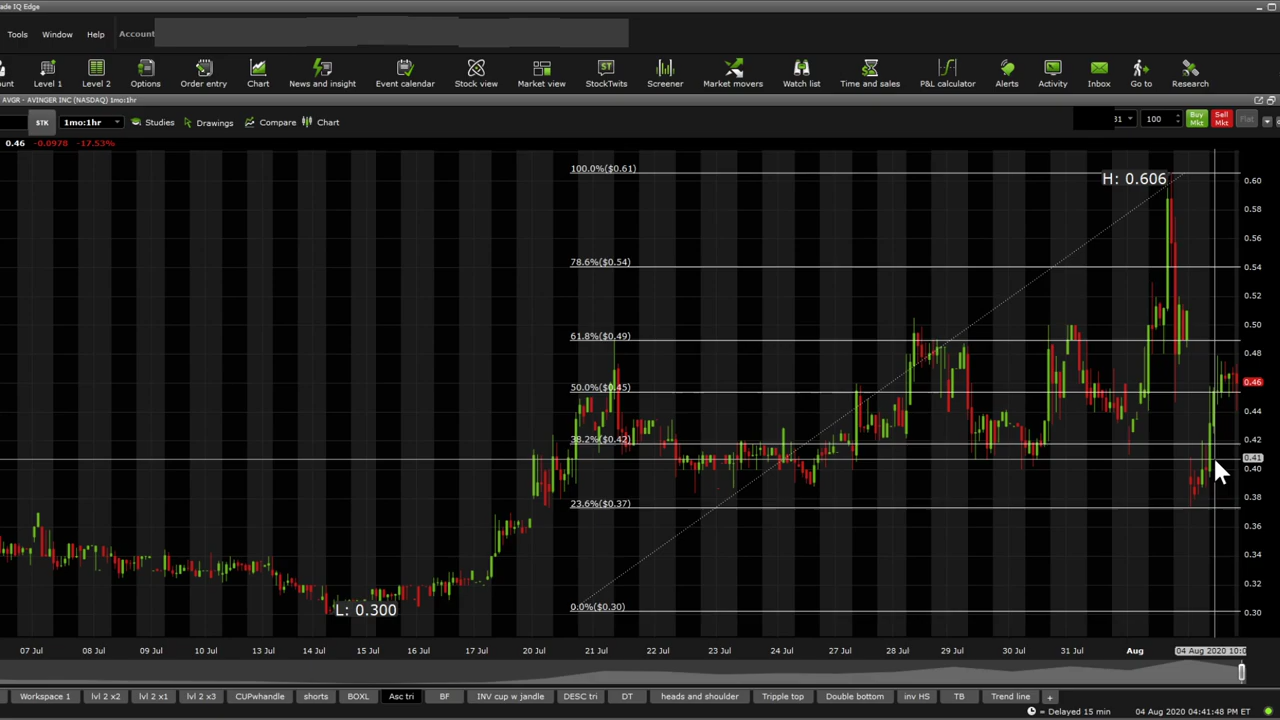 ade IQ Edge
Tools Window Help Account
ount Level 1 Level 2 Options Order entry Chart News and insight Event calendar Stock view Market view StockTwits Screener Market movers Watch list Time and sales P&L calculator Alerts Activity Inbox Go to Research
AVGR - AVINGER INC (NASDAQ) 1mo:1hr
STK 1mo:1hr Studies Drawings Compare Chart 31 100 Buy Mkt Sell Mkt Flat
0.46 -0.0978 -17.53%
100.0%($0.61)
H: 0.606
0.60
0.58
0.56
78.6%($0.54)
0.54
0.52
0.50
61.8%($0.49)
0.48
0.46
50.0%($0.45)
0.44
38.2%($0.42)
0.42
0.41
0.40
0.38
23.6%($0.37)
0.36
0.34
0.32
0.0%($0.30)
L: 0.300
0.30
07 Jul 08 Jul 09 Jul 10 Jul 13 Jul 14 Jul 15 Jul 16 Jul 17 Jul 20 Jul 21 Jul 22 Jul 23 Jul 24 Jul 27 Jul 28 Jul 29 Jul 30 Jul 31 Jul Aug 04 Aug 2020 10:0
Workspace 1 lvl 2 x2 lvl 2 x1 lvl 2 x3 CUPwhandle shorts BOXL Asc tri BF INV cup w jandle DESC tri DT heads and shoulder Tripple top Double bottom inv HS TB Trend line +
= Delayed 15 min 04 Aug 2020 04:41:48 PM ET